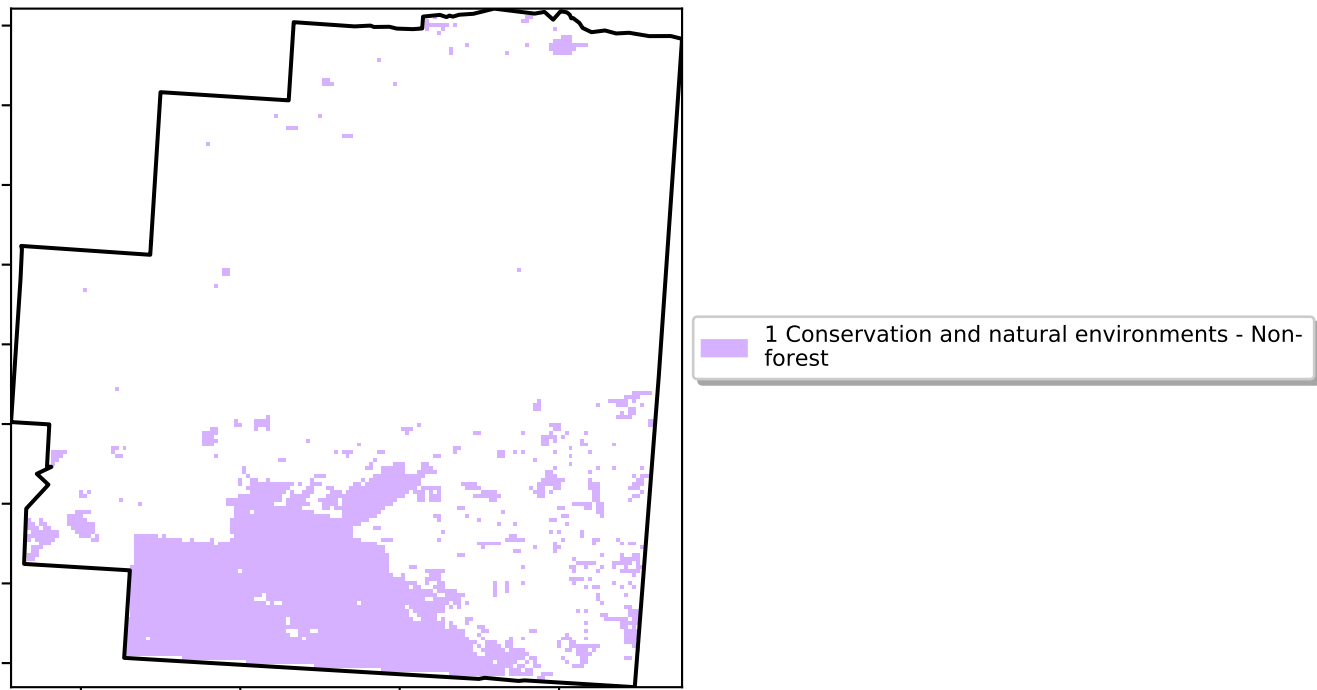 1 Conservation and natural environments - Non-
forest